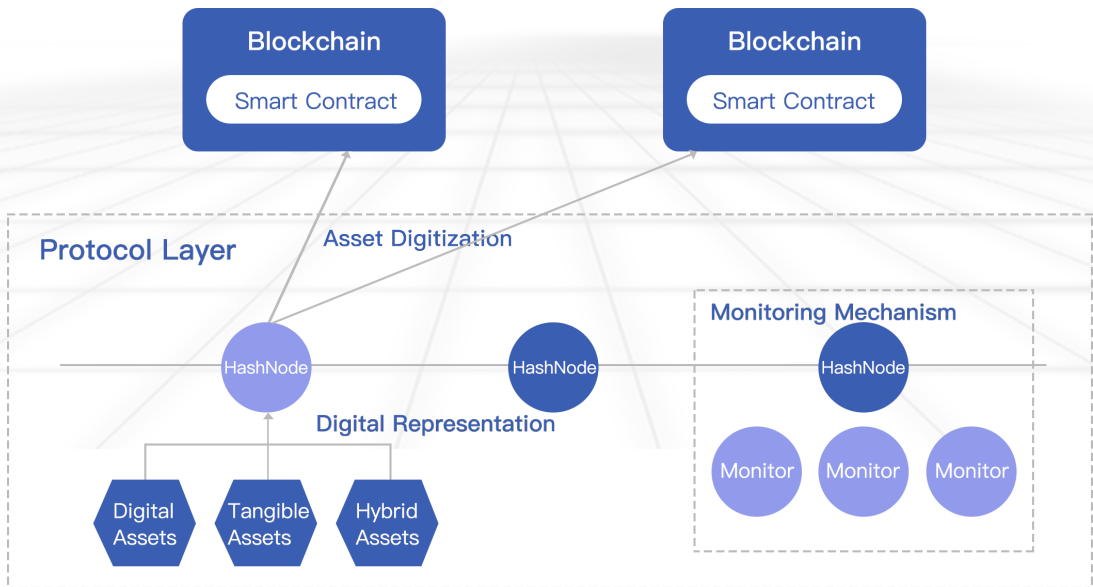 Blockchain
Smart Contract
Blockchain
Smart Contract
Protocol Layer
Asset Digitization
Monitoring Mechanism
HashNode
HashNode
HashNode
Digital Representation
Monitor
Monitor
Monitor
Digital
Assets
Tangible
Assets
Hybrid
Assets